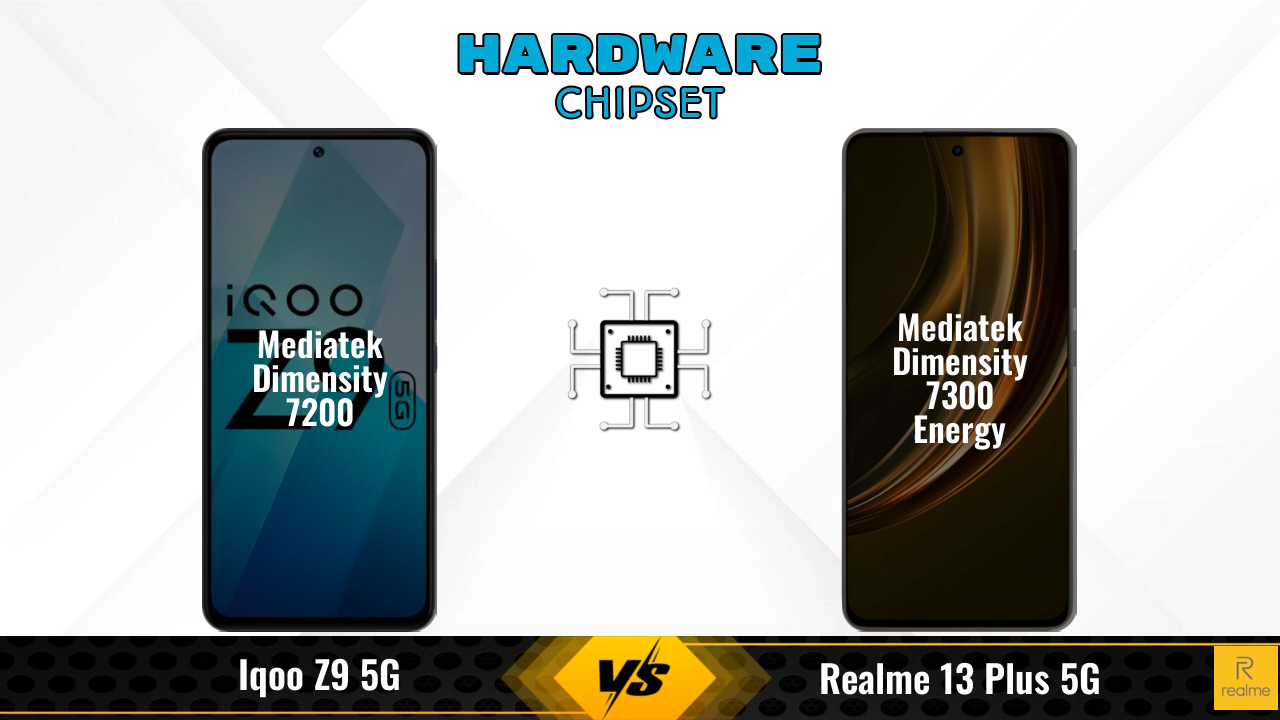 HARDWARE
CHIPSET
iQOO
Z9 5G
Mediatek
Dimensity
7200
Mediatek
Dimensity
7300
Energy
Iqoo Z9 5G
VS
Realme 13 Plus 5G
R
realme